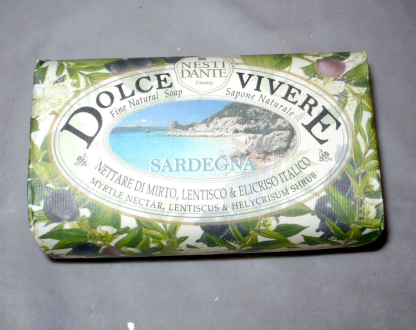 NESTI
DANTE
Firenze
DOLCE VIVERE
Fine Natural Soap Sapone Naturale
SARDEGNA
NETTARE DI MIRTO, LENTISCO & ELICRISO ITALICO
MYRTLE NECTAR, LENTISCUS & HELYCRISUM SHRUB